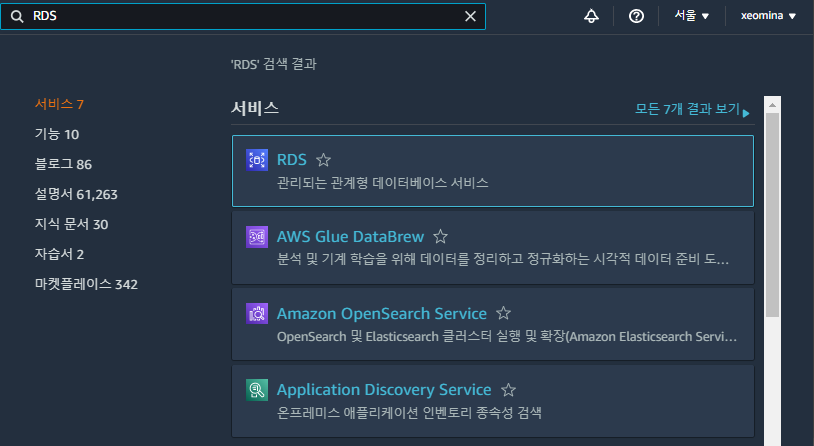 RDS
서울 ▼
xeomina ▼
'RDS' 검색 결과
서비스 7
기능 10
블로그 86
설명서 61,263
지식 문서 30
자습서 2
마켓플레이스 342
서비스
모든 7개 결과 보기 ▶
RDS
관리되는 관계형 데이터베이스 서비스
AWS Glue DataBrew
분석 및 기계 학습을 위해 데이터를 정리하고 정규화하는 시각적 데이터 준비 도...
Amazon OpenSearch Service
OpenSearch 및 Elasticsearch 클러스터 실행 및 확장(Amazon Elasticsearch Servi...
Application Discovery Service
온프레미스 애플리케이션 인벤토리 종속성 검색